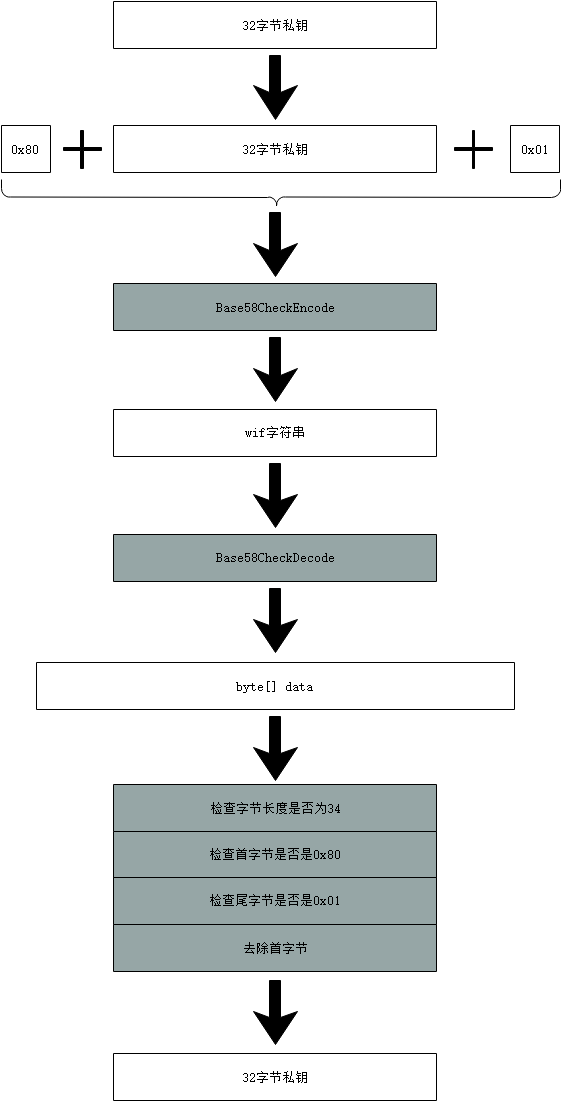 32字节私钥
0x80
32字节私钥
0x01
Base58CheckEncode
wif字符串
Base58CheckDecode
byte[] data
检查字节长度是否为34
检查首字节是否是0x80
检查尾字节是否是0x01
去除首字节
32字节私钥